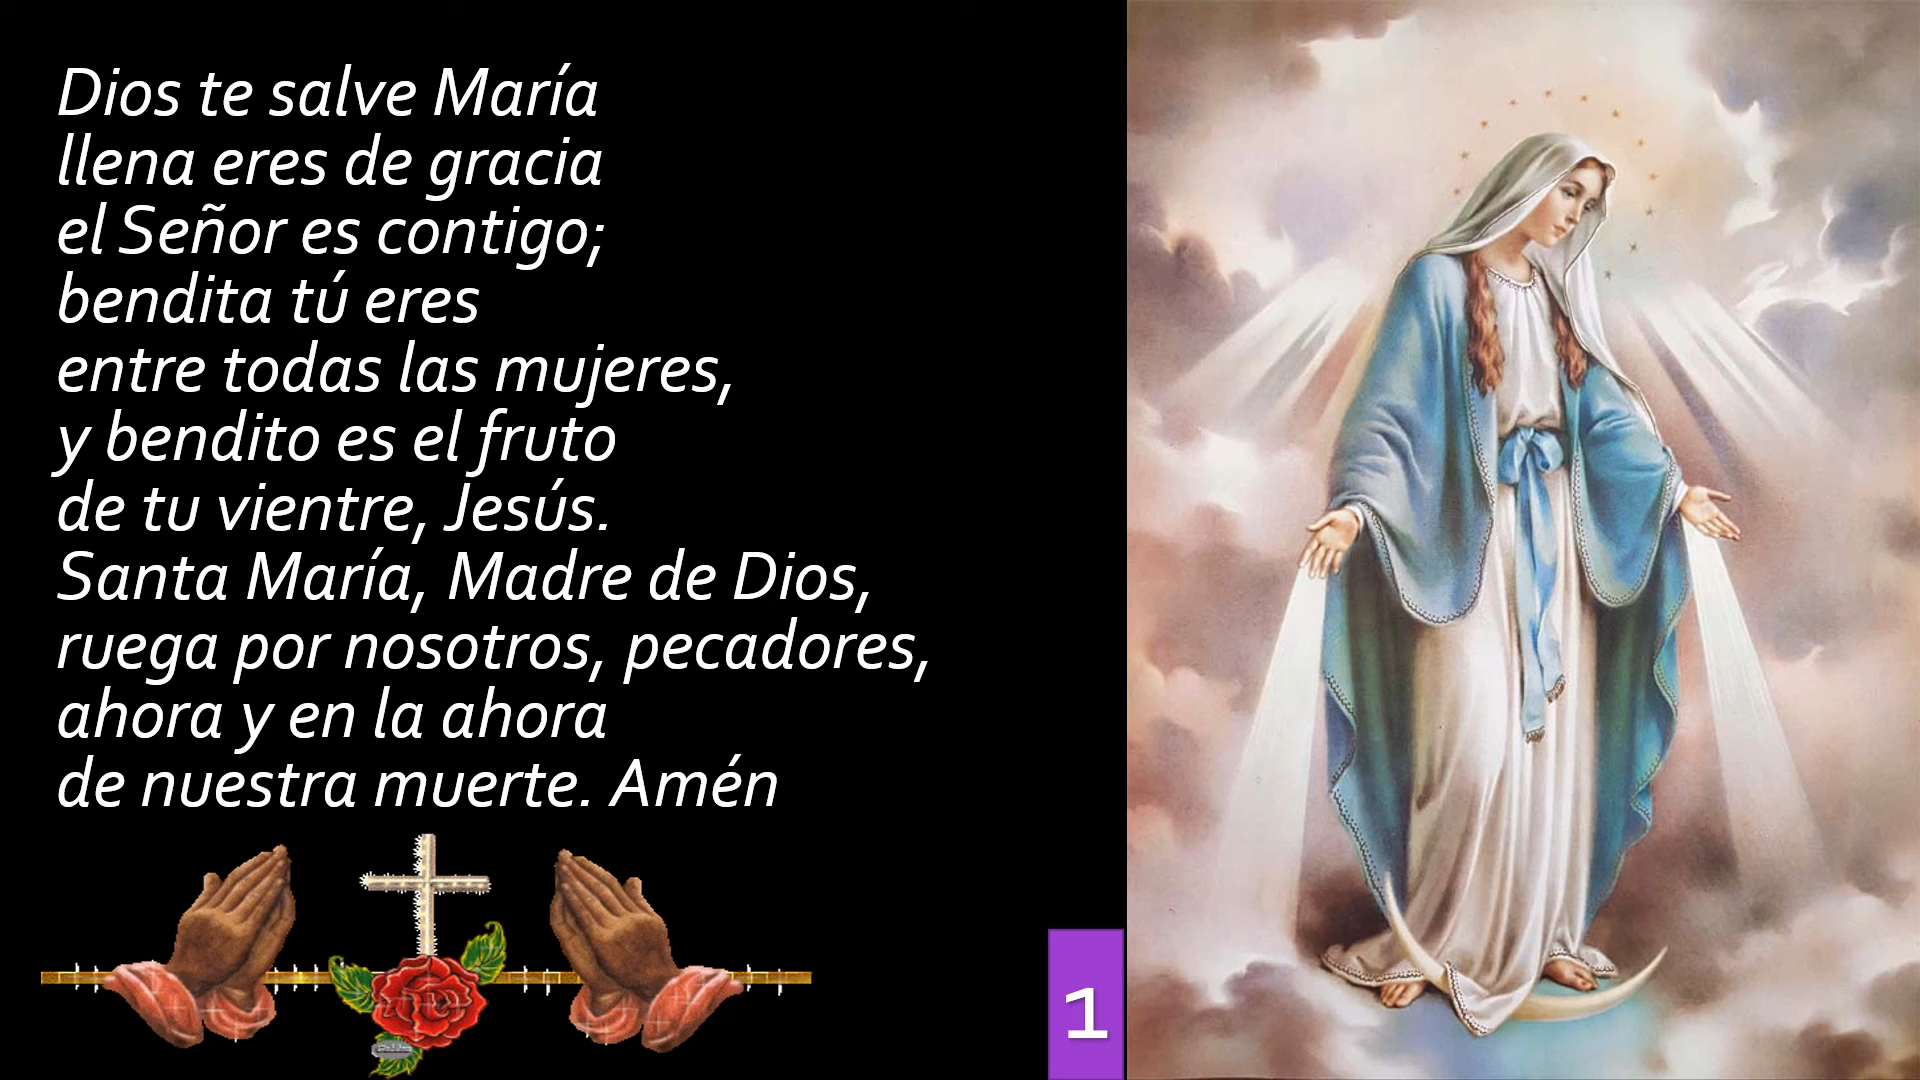 Dios te salve María
llena eres de gracia
el Señor es contigo;
bendita tú eres
entre todas las mujeres,
y bendito es el fruto
de tu vientre, Jesús.
Santa María, Madre de Dios,
ruega por nosotros, pecadores,
ahora y en la ahora
de nuestra muerte. Amén
1